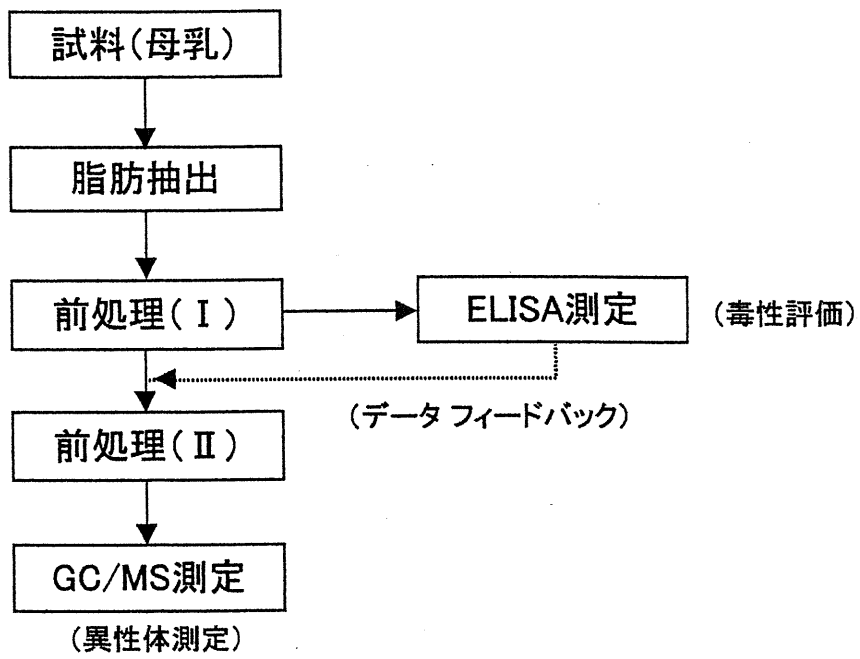 試料(母乳)
脂肪抽出
前処理(Ⅰ)
ELISA測定
(毒性評価)
(データ フィードバック)
前処理(Ⅱ)
GC/MS測定
(異性体測定)